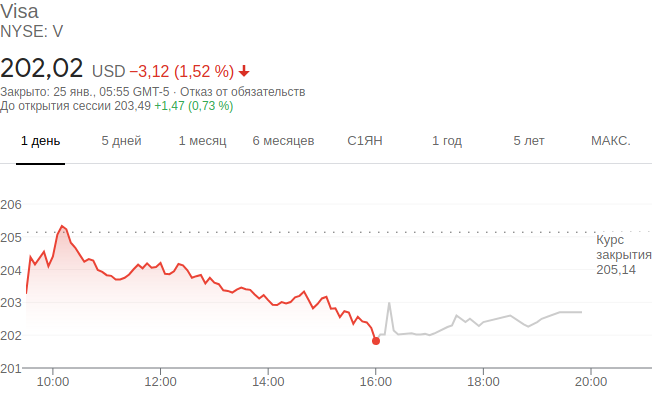 Visa
NYSE: V
202,02 USD −3,12 (1,52 %)
Закрыто: 25 янв., 05:55 GMT-5 · Отказ от обязательств
До открытия сессии 203,49 +1,47 (0,73 %)
1 день 5 дней 1 месяц 6 месяцев С1ЯН 1 год 5 лет МАКС.
206
205
204
203
202
201
Курс
закрытия
205,14
10:00 12:00 14:00 16:00 18:00 20:00